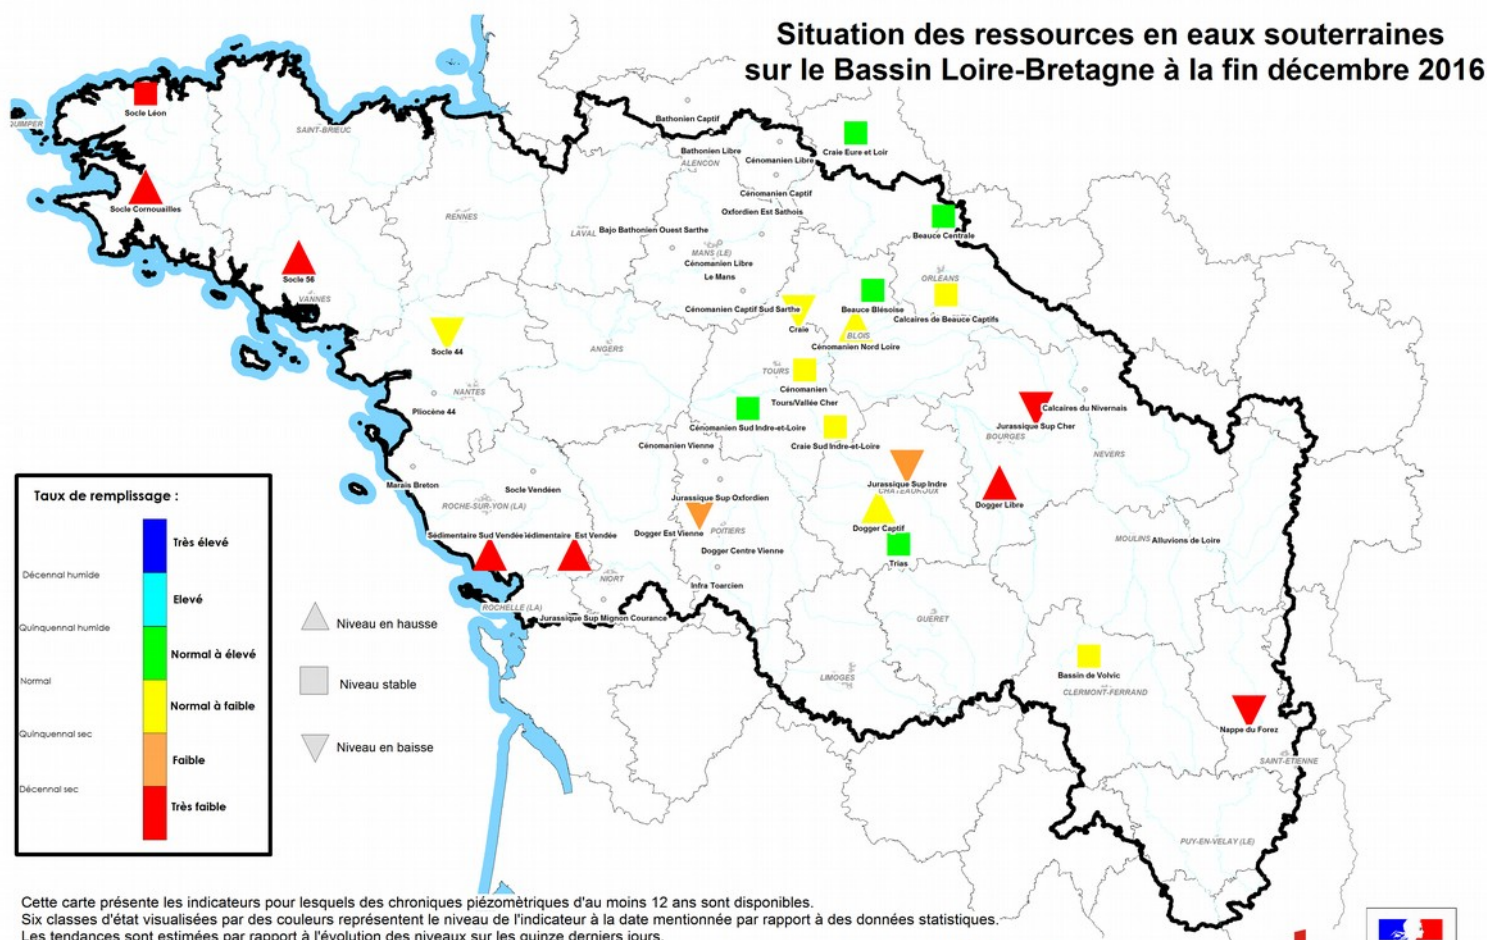 Situation des ressources en eaux souterraines
sur le Bassin Loire-Bretagne à la fin décembre 2016
Bathonien Captif
Socle Léon
QUIMPER
SAINT-BRIEUC
Bathonien Libre
ALENCON
Cénomanien Libre
Craie Eure et Loir
Cénomanien Captif
Socle Cornouailles
RENNES
Oxfordien Est Sathois
LAVAL
Bajo Bathonien Ouest Sarthe
Beauce Centrale
MANS (LE)
Cénomanien Libre
Le Mans
Socle 56
ORLEANS
VANNES
Cénomanien Captif Sud Sarthe
Beauce Blésoise
Calcaires de Beauce Captifs
Craie
BLOIS
Socle 44
ANGERS
Cénomanien Nord Loire
TOURS
NANTES
Cénomanien
Tours/Vallée Cher
Pliocène 44
Calcaires du Nivernais
Cénomanien Sud Indre-et-Loire
Jurassique Sup Cher
BOURGES
Cénomanien Vienne
Craie Sud Indre-et-Loire
NEVERS
Marais Breton
Socle Vendéen
Jurassique Sup Indre
CHATEAUROUX
Jurassique Sup Oxfordien
ROCHE-SUR-YON (LA)
Dogger Libre
Sédimentaire Sud Vendée
Sédimentaire Est Vendée
Dogger Est Vienne
POITIERS
Dogger Captif
MOULINS
Alluvions de Loire
Dogger Centre Vienne
Trias
NIORT
Infra Toarcien
ROCHELLE (LA)
Jurassique Sup Mignon Courance
GUÉRET
LIMOGES
Bassin de Volvic
CLERMONT-FERRAND
Nappe du Forez
SAINT-ETIENNE
PUY-EN-VELAY (LE)
Taux de remplissage :
Très élevé
Décennal humide
Elevé
Quinquennal humide
Normal à élevé
Normal
Normal à faible
Quinquennal sec
Faible
Décennal sec
Très faible
Niveau en hausse
Niveau stable
Niveau en baisse
Cette carte présente les indicateurs pour lesquels des chroniques piézomètriques d'au moins 12 ans sont disponibles.
Six classes d'état visualisées par des couleurs représentent le niveau de l'indicateur à la date mentionnée par rapport à des données statistiques.
Les tendances sont estimées par rapport à l'évolution des niveaux sur les quinze derniers jours.